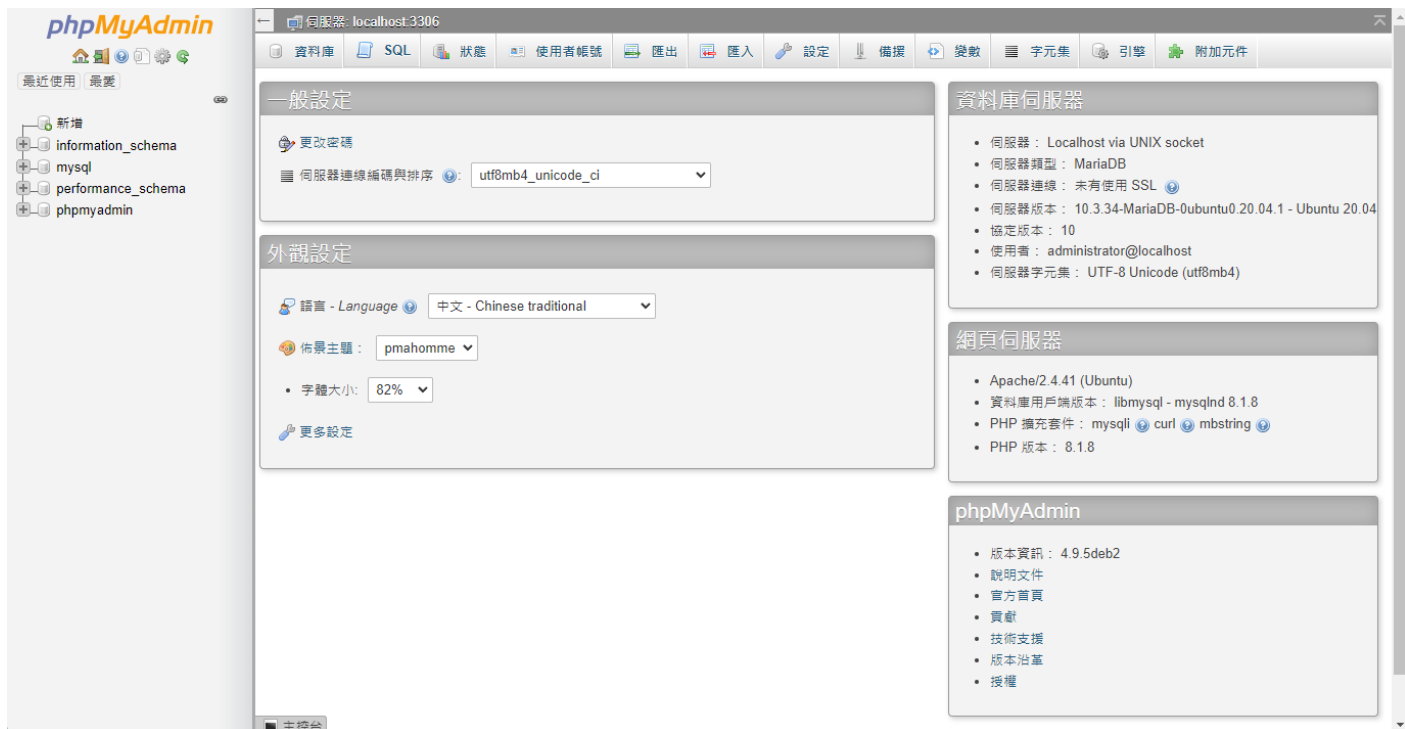 phpMyAdmin
最近使用 最愛
新增
information_schema
mysql
performance_schema
phpmyadmin
伺服器: localhost:3306
資料庫 SQL 狀態 使用者帳號 匯出 匯入 設定 備援 變數 字元集 引擎 附加元件
一般設定
更改密碼
伺服器連線編碼與排序 : utf8mb4_unicode_ci
外觀設定
語言 - Language 中文 - Chinese traditional
佈景主題 : pmahomme
• 字體大小: 82%
更多設定
資料庫伺服器
• 伺服器 : Localhost via UNIX socket
• 伺服器類型 : MariaDB
• 伺服器連線 : 未有使用 SSL
• 伺服器版本 : 10.3.34-MariaDB-0ubuntu0.20.04.1 - Ubuntu 20.04
• 協定版本 : 10
• 使用者 : administrator@localhost
• 伺服器字元集 : UTF-8 Unicode (utf8mb4)
網頁伺服器
• Apache/2.4.41 (Ubuntu)
• 資料庫用戶端版本 : libmysql - mysqlnd 8.1.8
• PHP 擴充套件 : mysqli curl mbstring
• PHP 版本 : 8.1.8
phpMyAdmin
• 版本資訊 : 4.9.5deb2
• 說明文件
• 官方首頁
• 貢獻
• 技術支援
• 版本沿革
• 授權
主控台